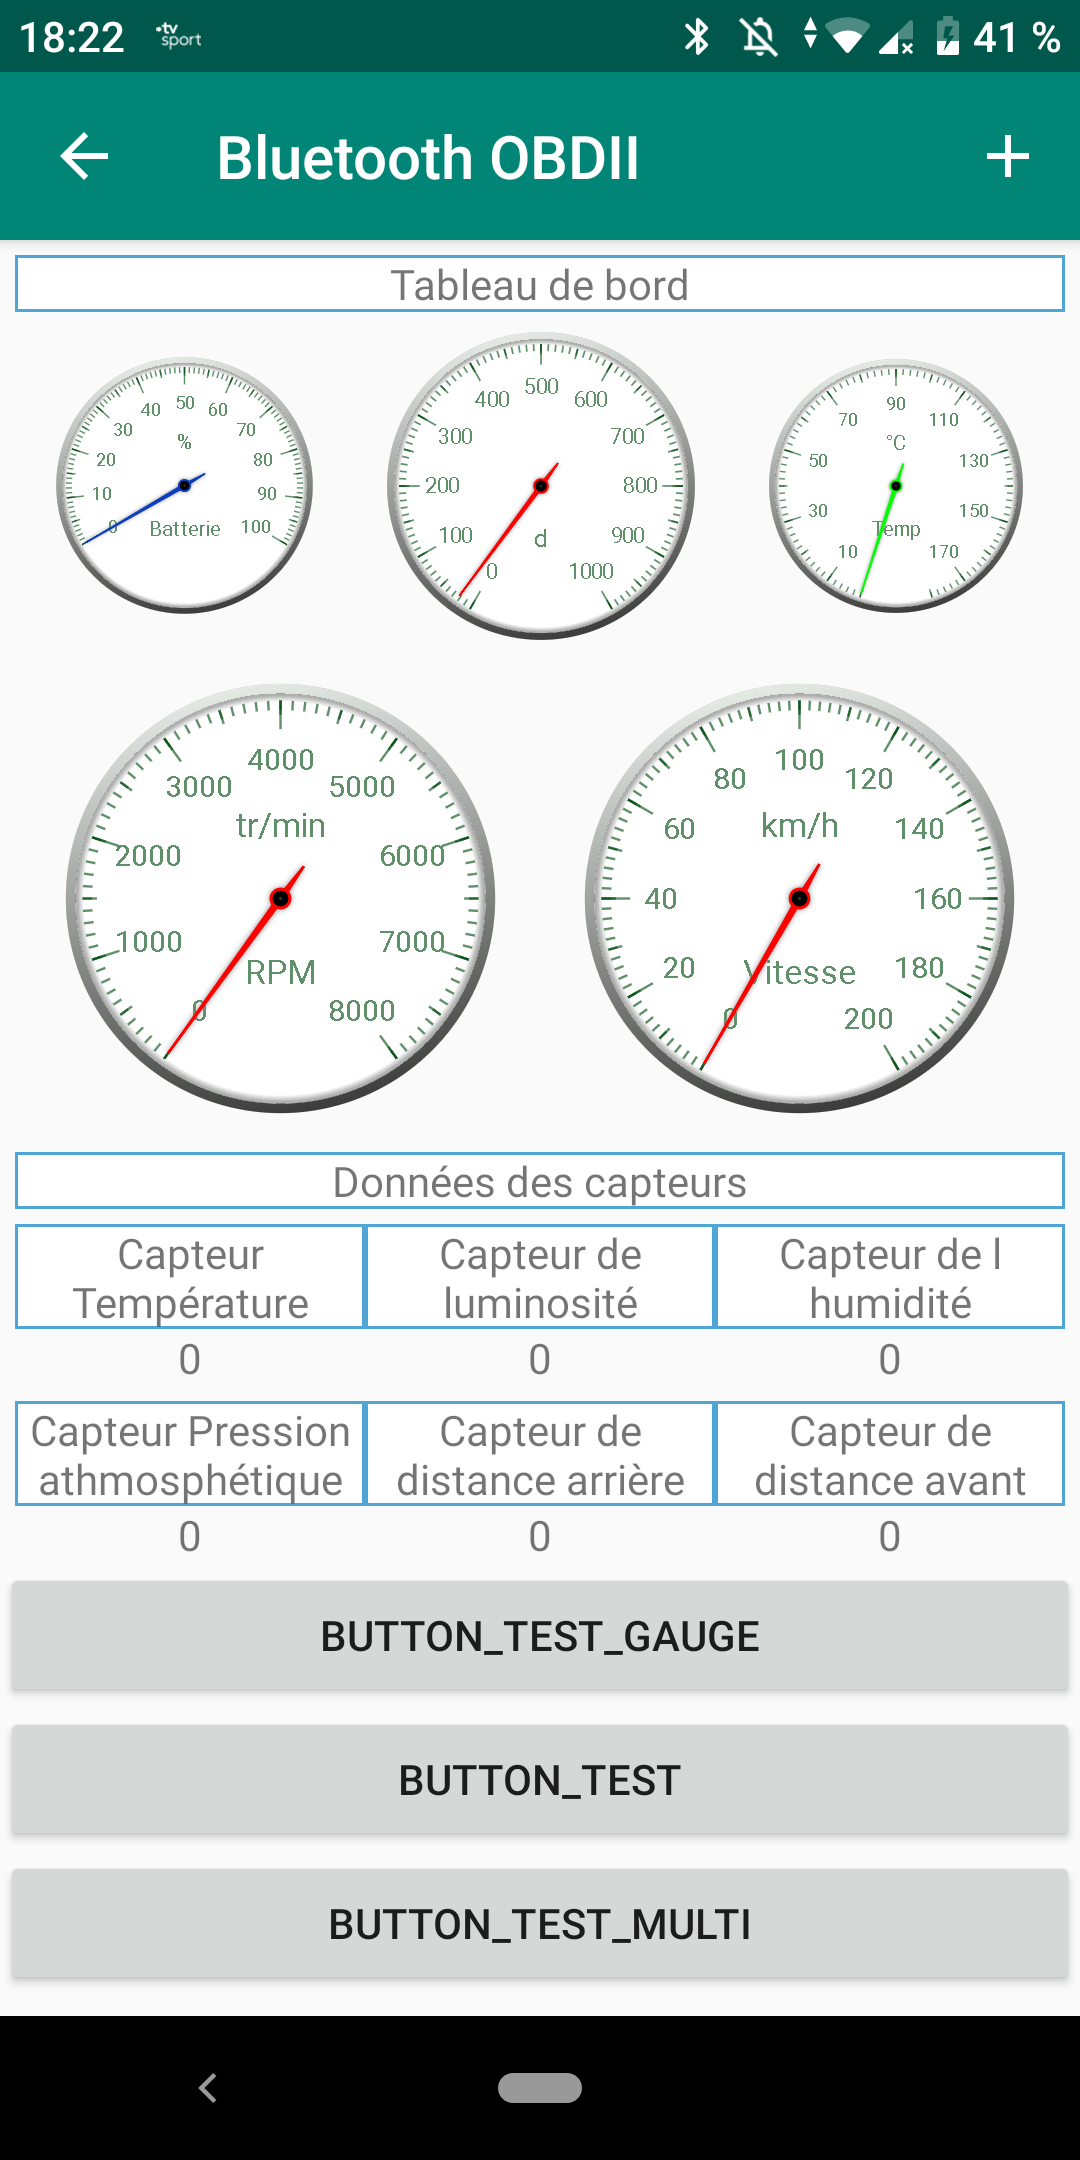 18:22 tv sport 41 %
Bluetooth OBDII
Tableau de bord
0 10 20 30 40 50 60 70 80 90 100
%
Batterie
0 100 200 300 400 500 600 700 800 900 1000
d
10 30 50 70 90 110 130 150 170
°C
Temp
0 1000 2000 3000 4000 5000 6000 7000 8000
tr/min
RPM
0 20 40 60 80 100 120 140 160 180 200
km/h
Vitesse
Données des capteurs
Capteur
Température
Capteur de
luminosité
Capteur de l
humidité
0 0 0
Capteur Pression
athmosphétique
Capteur de
distance arrière
Capteur de
distance avant
0 0 0
BUTTON_TEST_GAUGE
BUTTON_TEST
BUTTON_TEST_MULTI